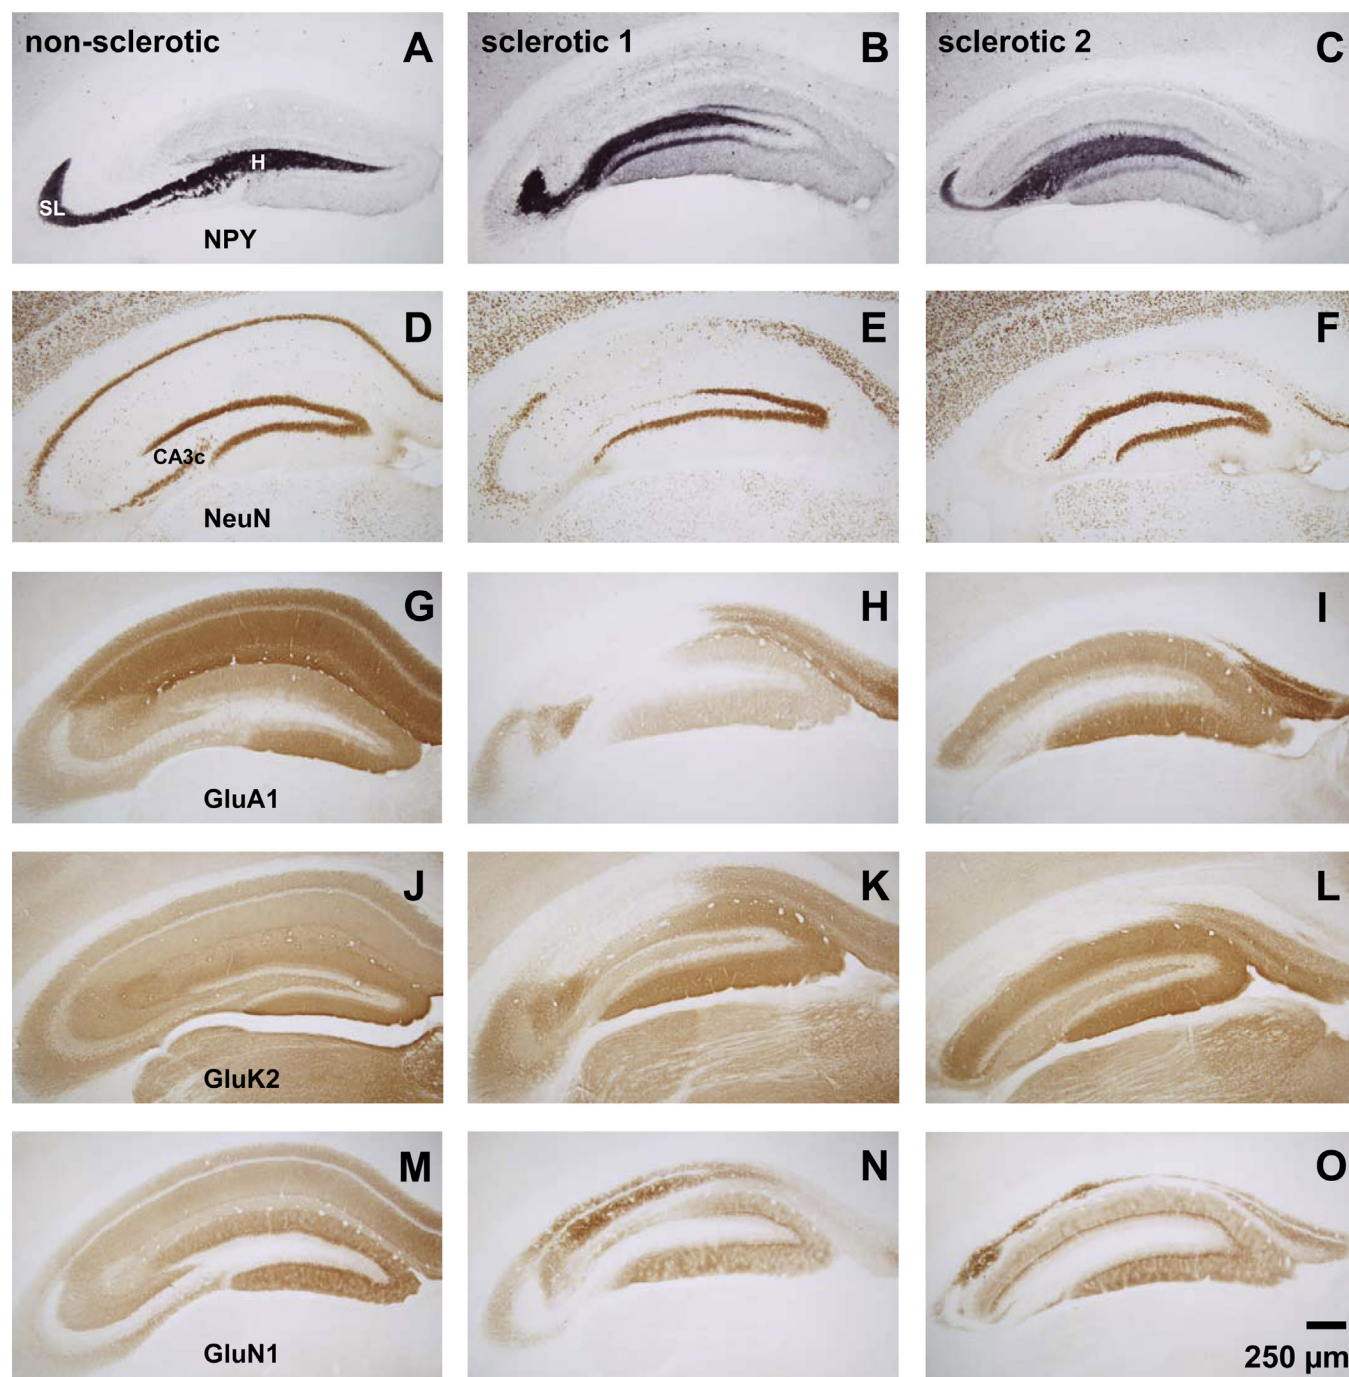 non-sclerotic A
sclerotic 1 B
sclerotic 2 C
H
SL
NPY
D
E
F
CA3c
NeuN
G
H
I
GluA1
J
K
L
GluK2
M
N
O
GluN1
250 µm